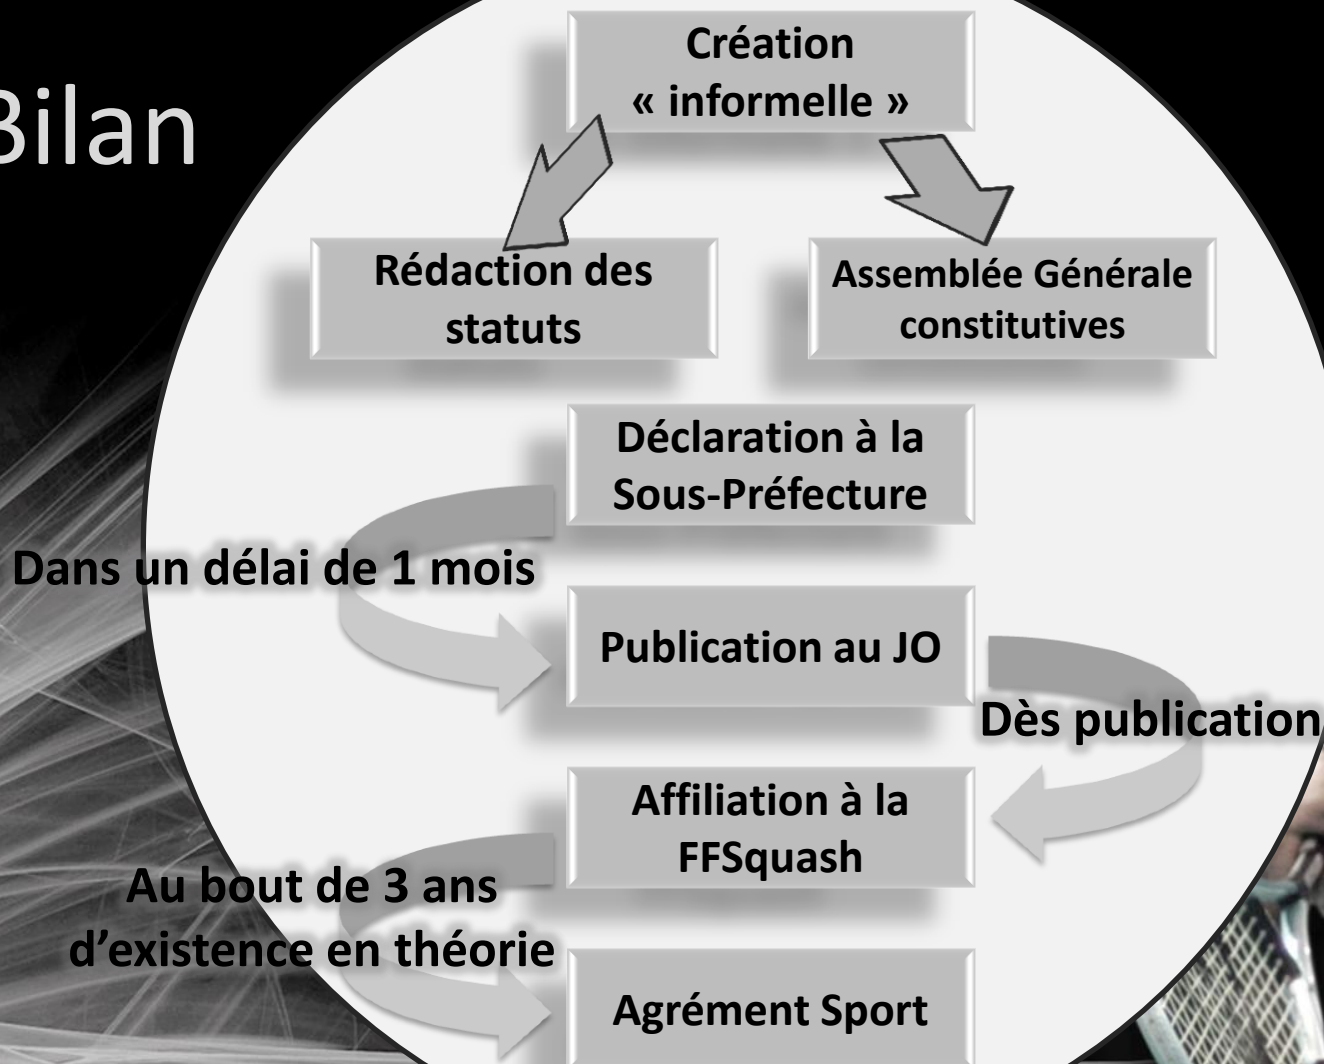 Bilan
Création
« informelle »
Rédaction des
statuts
Assemblée Générale
constitutives
Déclaration à la
Sous-Préfecture
Dans un délai de 1 mois
Publication au JO
Dès publication
Affiliation à la
FFSquash
Au bout de 3 ans
d’existence en théorie
Agrément Sport